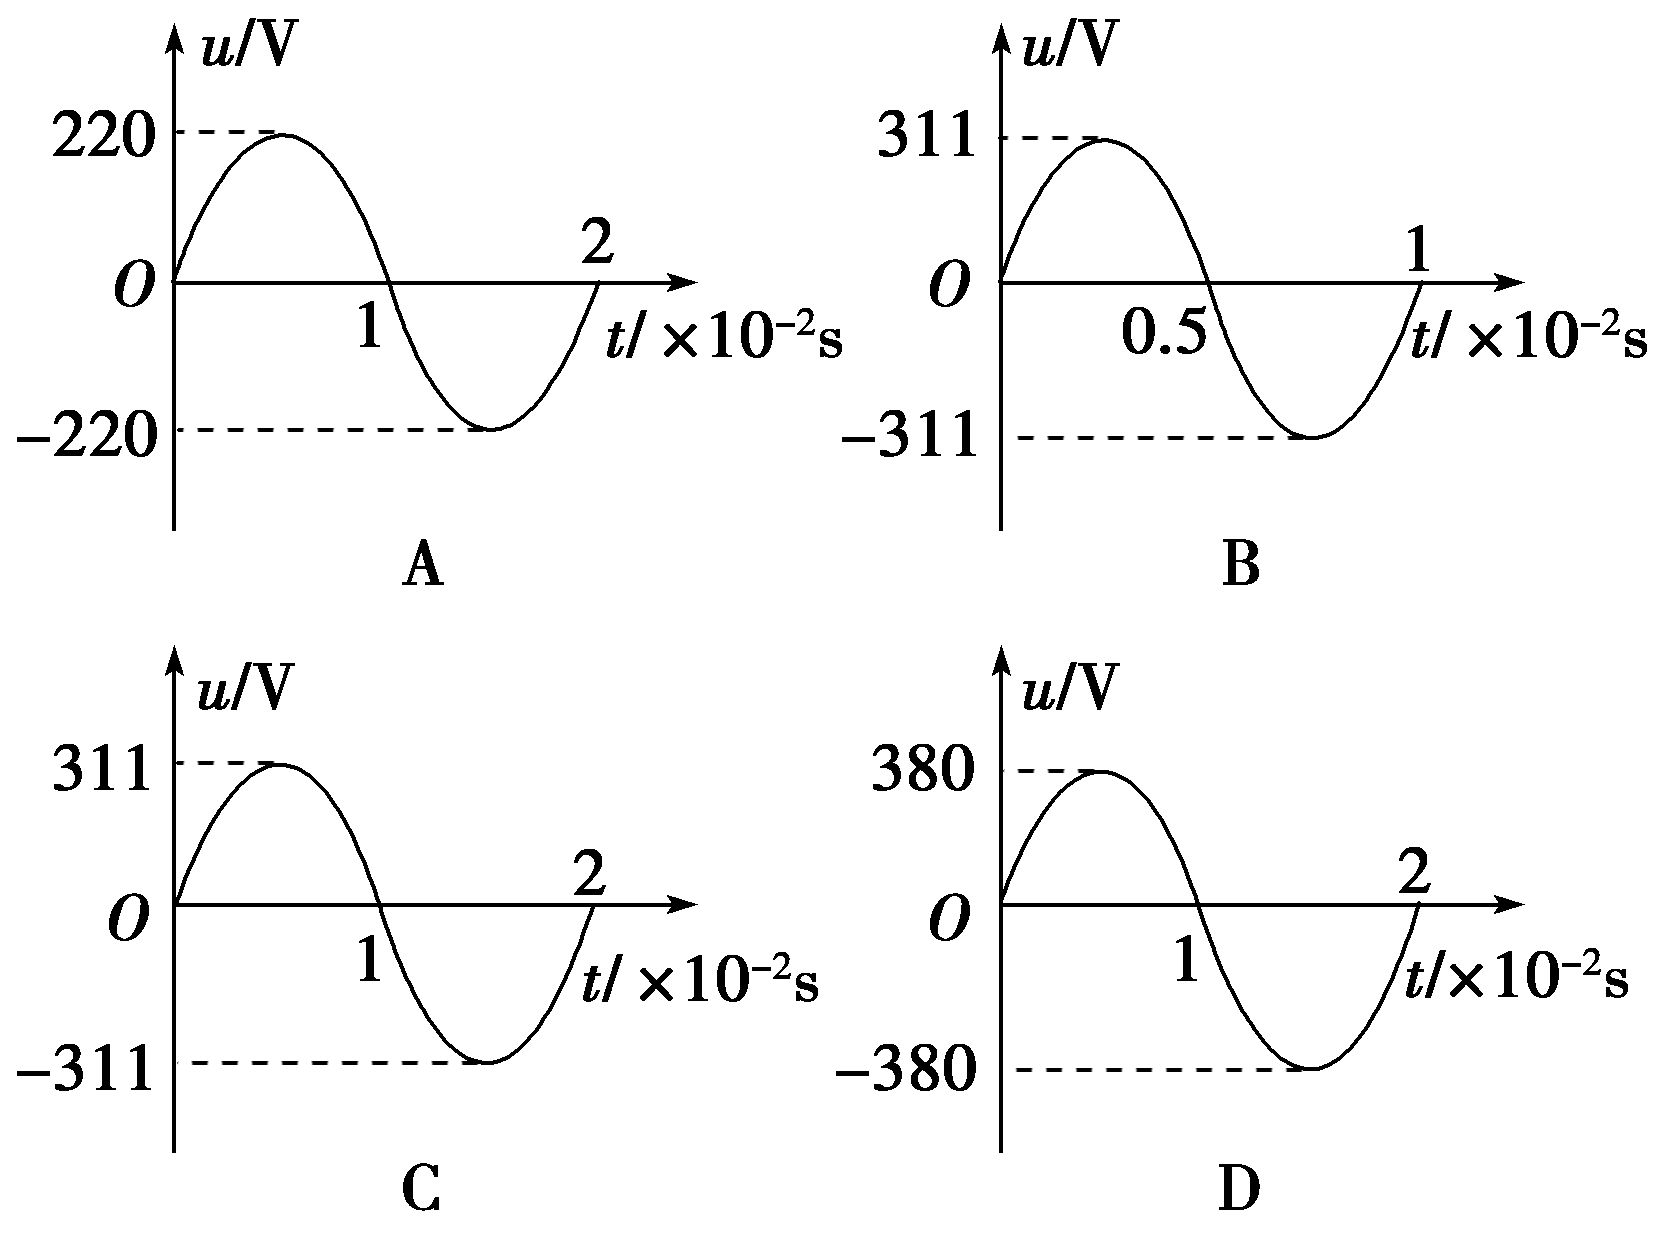 u/V
220
O
1
2
t/ ×10⁻²s
−220
A
u/V
311
O
0.5
1
t/ ×10⁻²s
−311
B
u/V
311
O
1
2
t/ ×10⁻²s
−311
C
u/V
380
O
1
2
t/×10⁻²s
−380
D